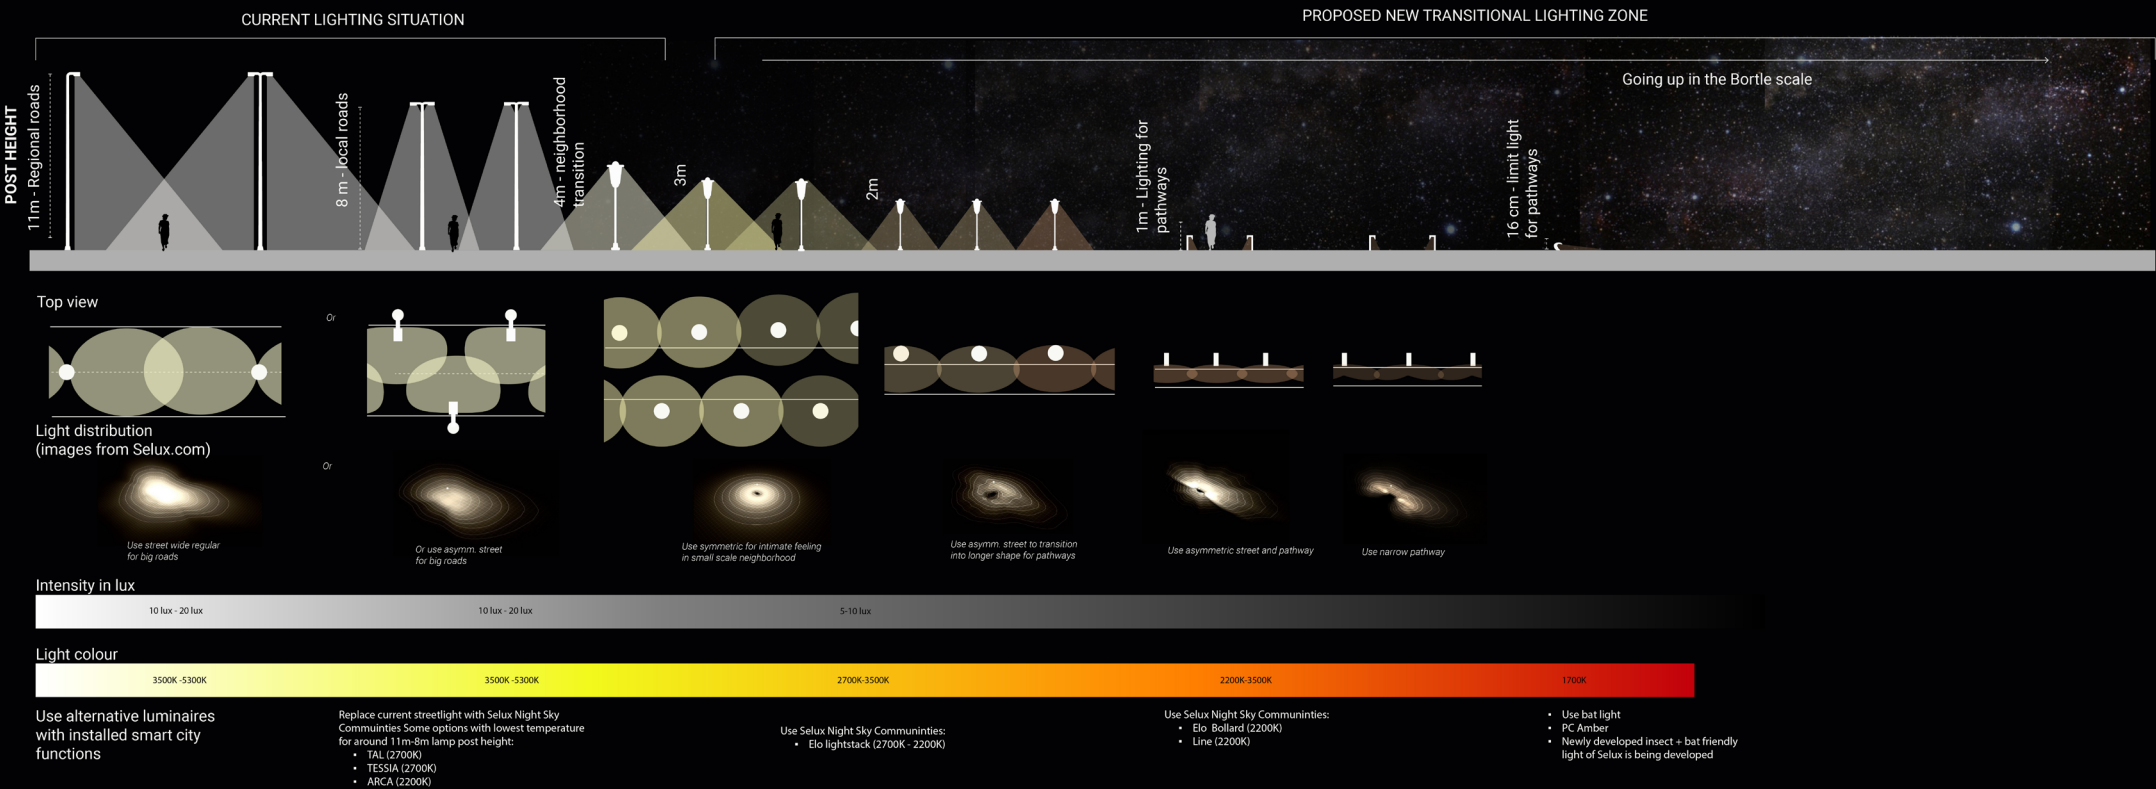 CURRENT LIGHTING SITUATION
PROPOSED NEW TRANSITIONAL LIGHTING ZONE
Going up in the Bortle scale
POST HEIGHT
11m - Regional roads
8 m - local roads
4m - neighborhood
transition
3m
2m
1m - Lighting for
pathways
16 cm - limit light
for pathways
Top view
Or
Light distribution
(images from Selux.com)
Or
Use street wide regular
for big roads
Or use asymm. street
for big roads
Use symmetric for intimate feeling
in small scale neighborhood
Use asymm. street to transition
into longer shape for pathways
Use asymmetric street and pathway
Use narrow pathway
Intensity in lux
10 lux - 20 lux
10 lux - 20 lux
5-10 lux
Light colour
3500K -5300K
3500K -5300K
2700K-3500K
2200K-3500K
1700K
Use alternative luminaires
with installed smart city
functions
Replace current streetlight with Selux Night Sky
Commuinties Some options with lowest temperature
for around 11m-8m lamp post height:
• TAL (2700K)
• TESSIA (2700K)
• ARCA (2200K)
Use Selux Night Sky Communinties:
• Elo lightstack (2700K - 2200K)
Use Selux Night Sky Communinties:
• Elo Bollard (2200K)
• Line (2200K)
• Use bat light
• PC Amber
• Newly developed insect + bat friendly
light of Selux is being developed